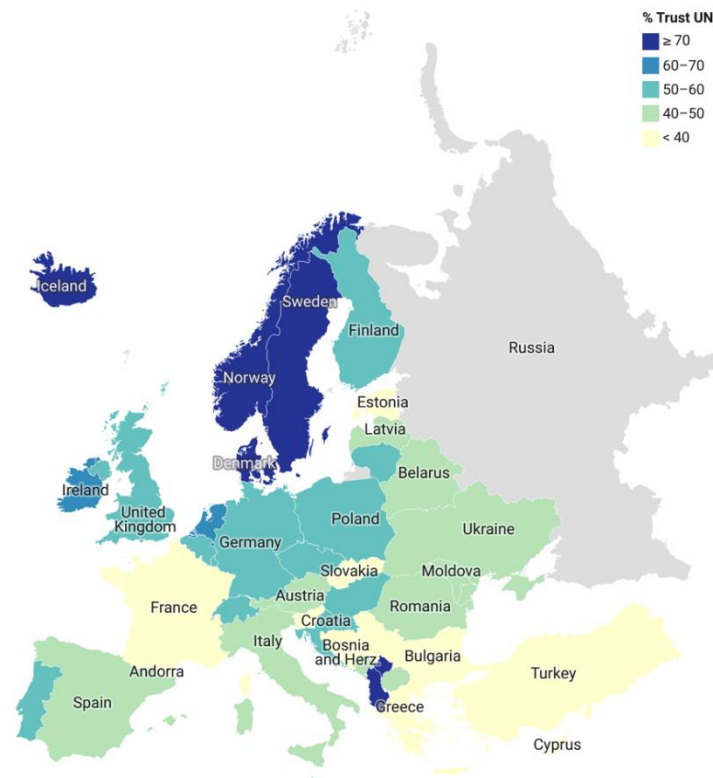 % Trust UN
≥ 70
60–70
50–60
40–50
< 40
Iceland
Sweden
Finland
Russia
Norway
Estonia
Latvia
Denmark
Belarus
Ireland
United
Kingdom
Poland
Ukraine
Germany
Slovakia
Moldova
Austria
France
Romania
Croatia
Italy
Bosnia
and Herz.
Bulgaria
Andorra
Turkey
Spain
Greece
Cyprus